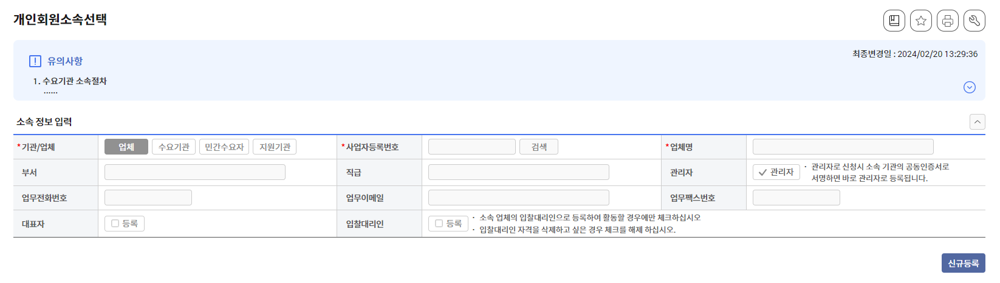 개인회원소속선택
유의사항
최종변경일 : 2024/02/20 13:29:36
1. 수요기관 소속절차
......
소속 정보 입력
*기관/업체 업체 수요기관 민간수요자 지원기관 *사업자등록번호 검색 *업체명
부서 직급 관리자 관리자 · 관리자로 신청시 소속 기관의 공동인증서로
서명하면 바로 관리자로 등록됩니다.
업무전화번호 업무이메일 업무팩스번호
대표자 등록 입찰대리인 등록 · 소속 업체의 입찰대리인으로 등록하여 활동할 경우에만 체크하십시오
· 입찰대리인 자격을 삭제하고 싶은 경우 체크를 해제 하십시오.
신규등록